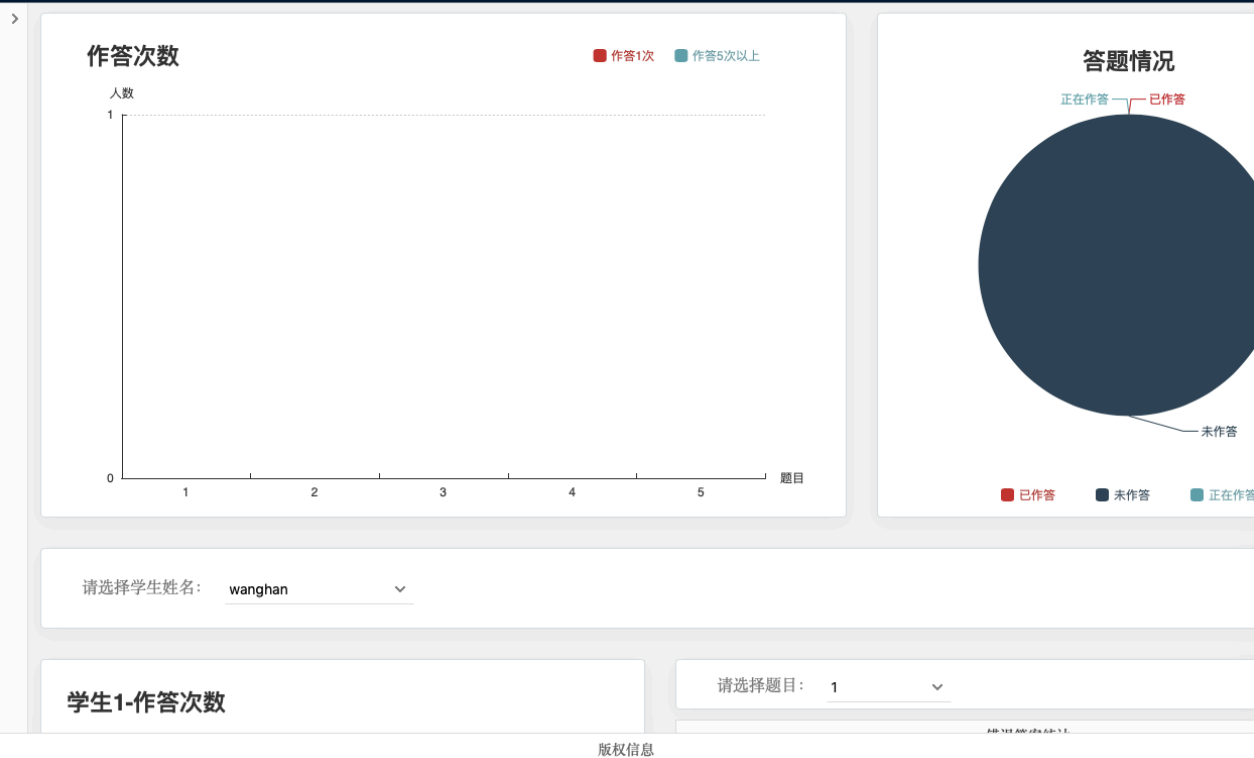 作答次数
作答1次 作答5次以上
人数
1
0
1 2 3 4 5 题目
答题情况
正在作答 已作答
未作答
已作答 未作答 正在作答
请选择学生姓名：
wanghan
学生1-作答次数
请选择题目：
1
版权信息